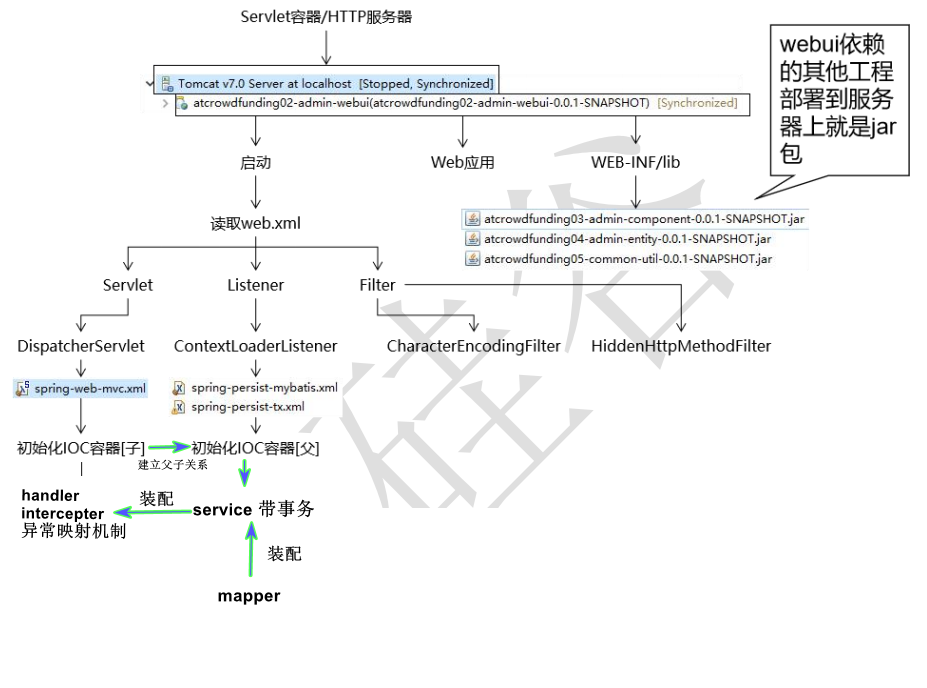 Servlet容器/HTTP服务器
Tomcat v7.0 Server at localhost [Stopped, Synchronized]
atcrowdfunding02-admin-webui(atcrowdfunding02-admin-webui-0.0.1-SNAPSHOT) [Synchronized]
webui依赖
的其他工程
部署到服务
器上就是jar
包
启动
Web应用
WEB-INF/lib
读取web.xml
atcrowdfunding03-admin-component-0.0.1-SNAPSHOT.jar
atcrowdfunding04-admin-entity-0.0.1-SNAPSHOT.jar
atcrowdfunding05-common-util-0.0.1-SNAPSHOT.jar
Servlet
Listener
Filter
DispatcherServlet
ContextLoaderListener
CharacterEncodingFilter
HiddenHttpMethodFilter
spring-web-mvc.xml
spring-persist-mybatis.xml
spring-persist-tx.xml
初始化IOC容器[子]
初始化IOC容器[父]
建立父子关系
handler
intercepter
异常映射机制
装配
service 带事务
装配
mapper